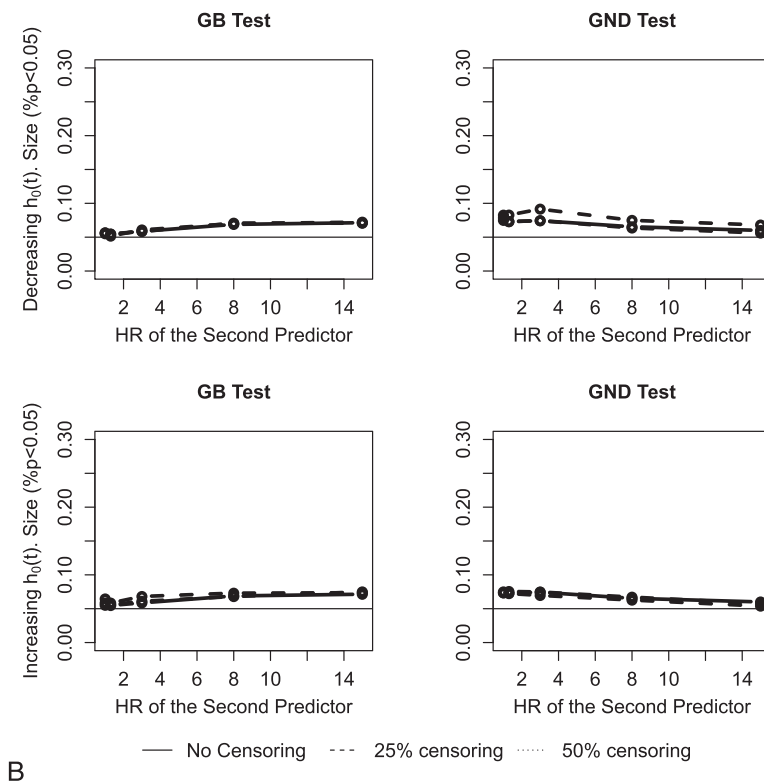 GB Test
GND Test
Decreasing h₀(t). Size (%p<0.05)
0.30
0.20
0.10
0.00
0.30
0.20
0.10
0.00
2 4 6 8 10 14
2 4 6 8 10 14
HR of the Second Predictor
HR of the Second Predictor
GB Test
GND Test
Increasing h₀(t). Size (%p<0.05)
0.30
0.20
0.10
0.00
0.30
0.20
0.10
0.00
2 4 6 8 10 14
2 4 6 8 10 14
HR of the Second Predictor
HR of the Second Predictor
No Censoring 25% censoring 50% censoring
B